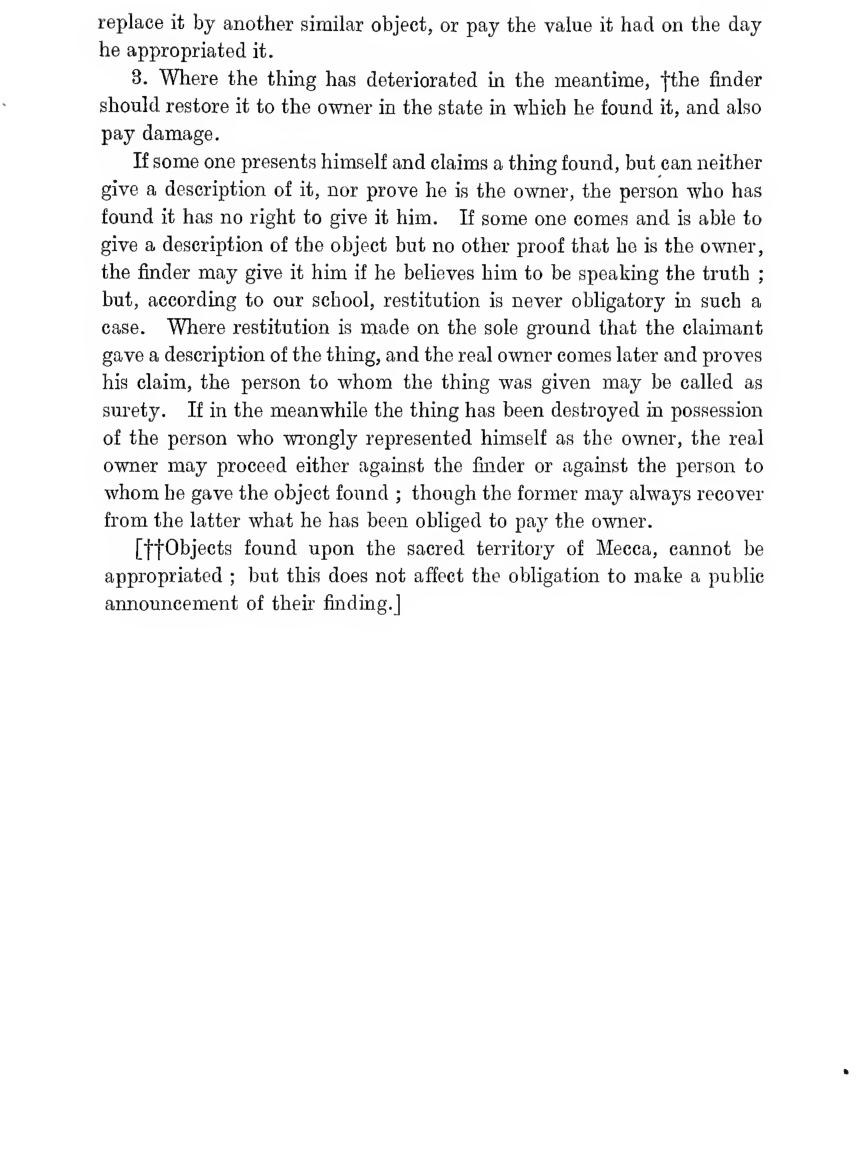 replace it by another similar object, or pay the value it had on the day
he appropriated it.
3. Where the thing has deteriorated in the meantime, †the finder
should restore it to the owner in the state in which he found it, and also
pay damage.
If some one presents himself and claims a thing found, but can neither
give a description of it, nor prove he is the owner, the person who has
found it has no right to give it him. If some one comes and is able to
give a description of the object but no other proof that he is the owner,
the finder may give it him if he believes him to be speaking the truth ;
but, according to our school, restitution is never obligatory in such a
case. Where restitution is made on the sole ground that the claimant
gave a description of the thing, and the real owner comes later and proves
his claim, the person to whom the thing was given may be called as
surety. If in the meanwhile the thing has been destroyed in possession
of the person who wrongly represented himself as the owner, the real
owner may proceed either against the finder or against the person to
whom he gave the object found ; though the former may always recover
from the latter what he has been obliged to pay the owner.
[††Objects found upon the sacred territory of Mecca, cannot be
appropriated ; but this does not affect the obligation to make a public
announcement of their finding.]